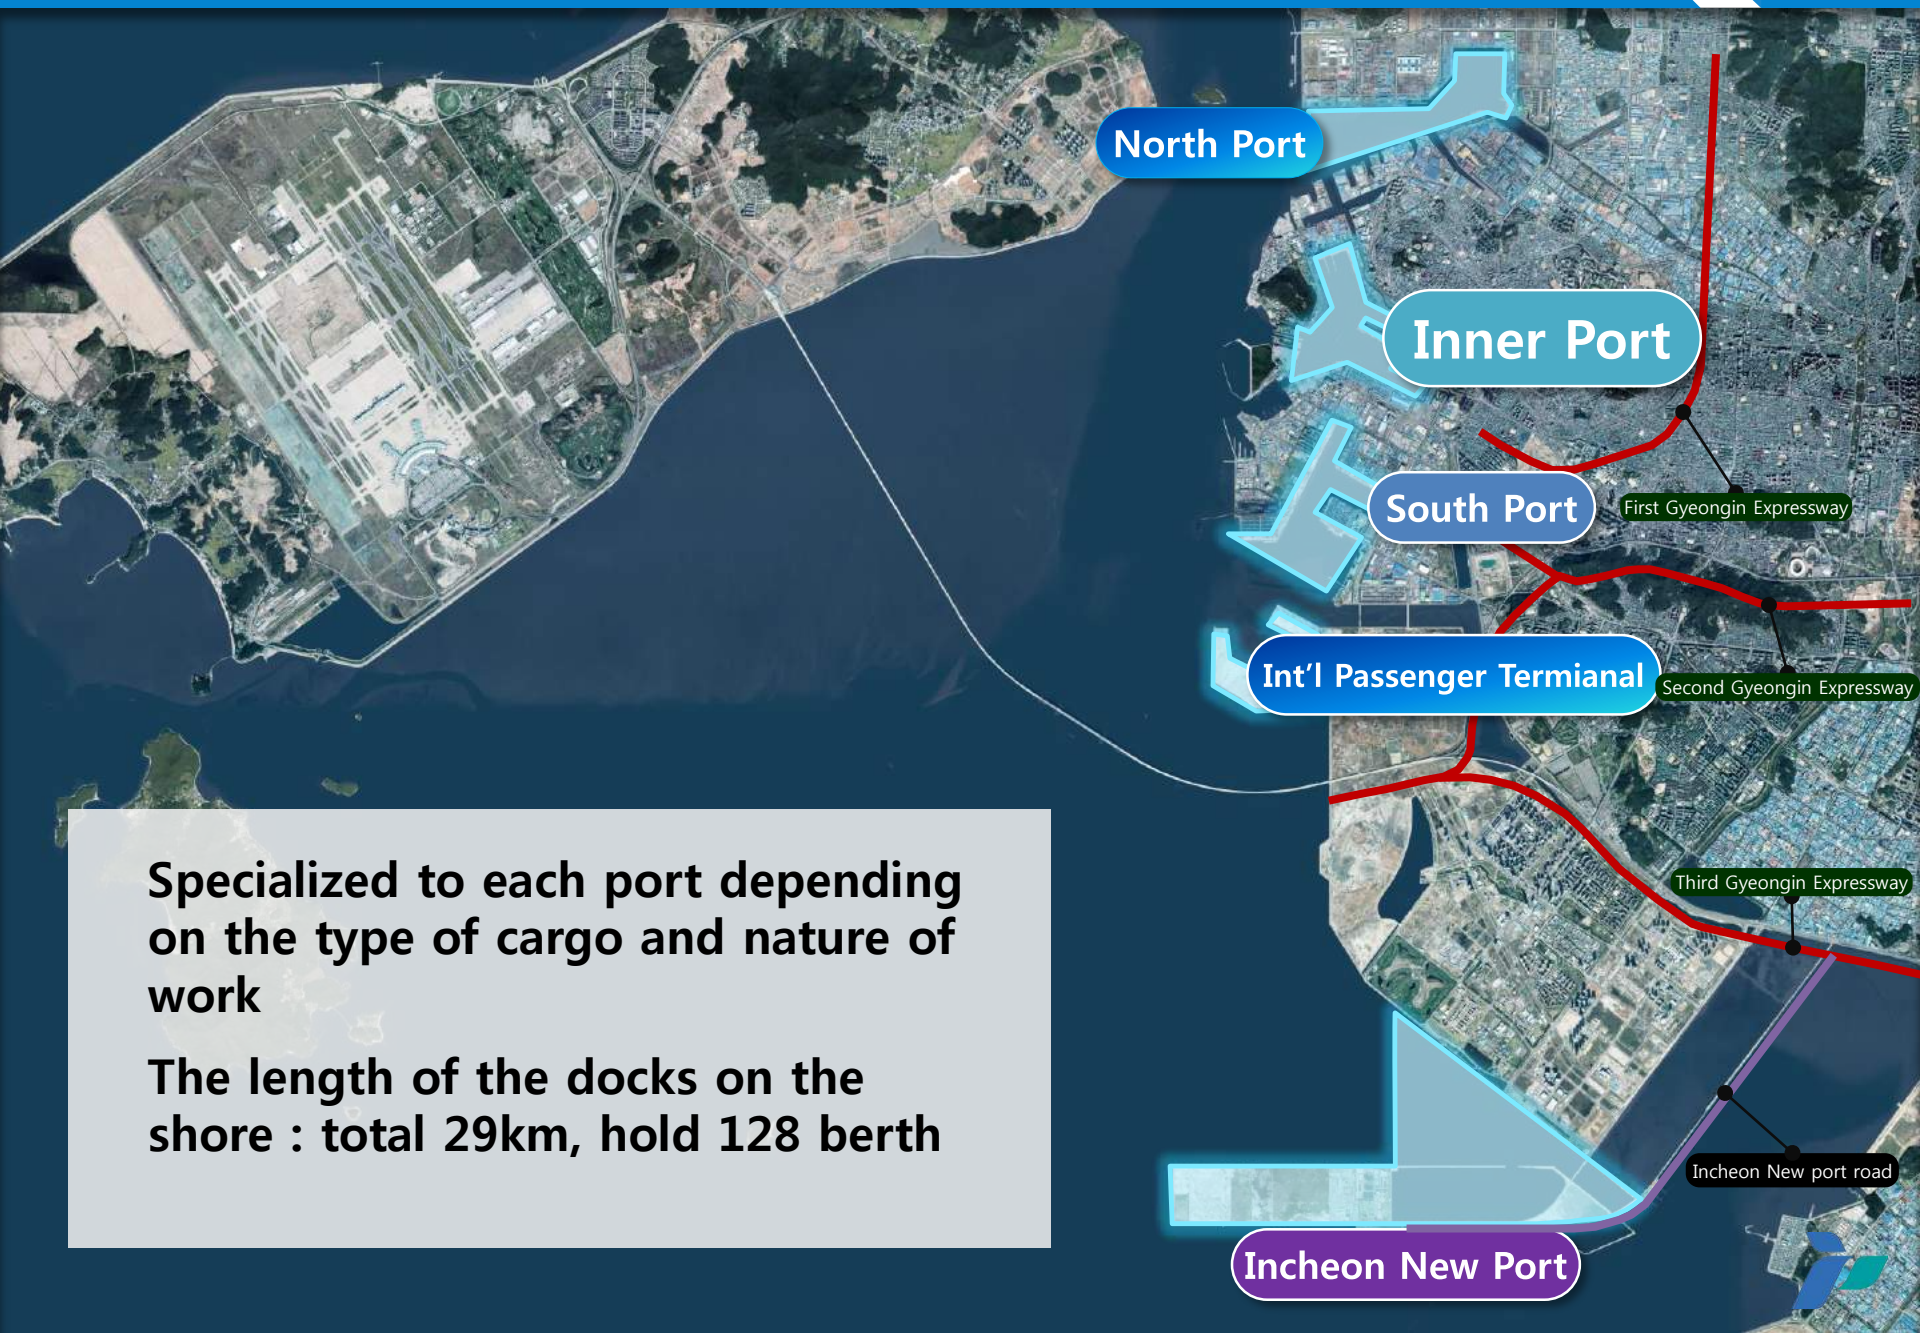 North Port
Inner Port
South Port
First Gyeongin Expressway
Int’l Passenger Termianal
Second Gyeongin Expressway
Third Gyeongin Expressway
Specialized to each port depending
on the type of cargo and nature of
work
The length of the docks on the
shore : total 29km, hold 128 berth
Incheon New port road
Incheon New Port